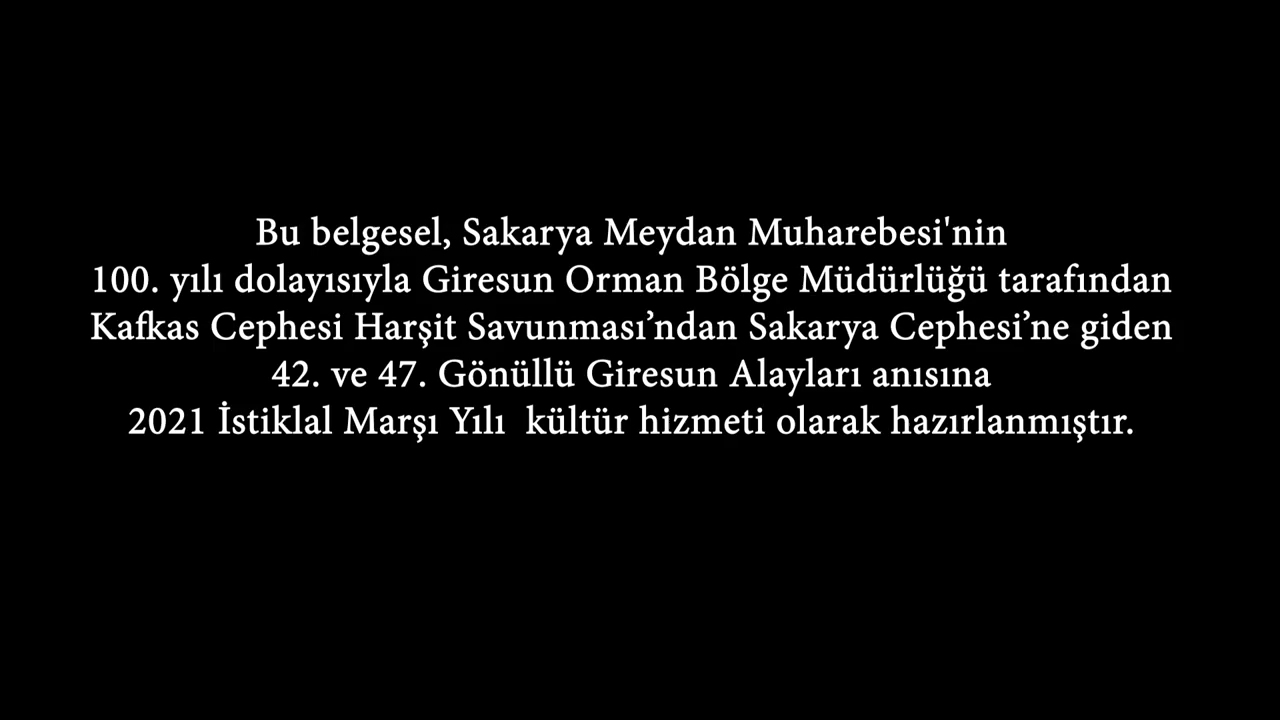 Bu belgesel, Sakarya Meydan Muharebesi'nin
100. yılı dolayısıyla Giresun Orman Bölge Müdürlüğü tarafından
Kafkas Cephesi Harşit Savunması’ndan Sakarya Cephesi’ne giden
42. ve 47. Gönüllü Giresun Alayları anısına
2021 İstiklal Marşı Yılı  kültür hizmeti olarak hazırlanmıştır.